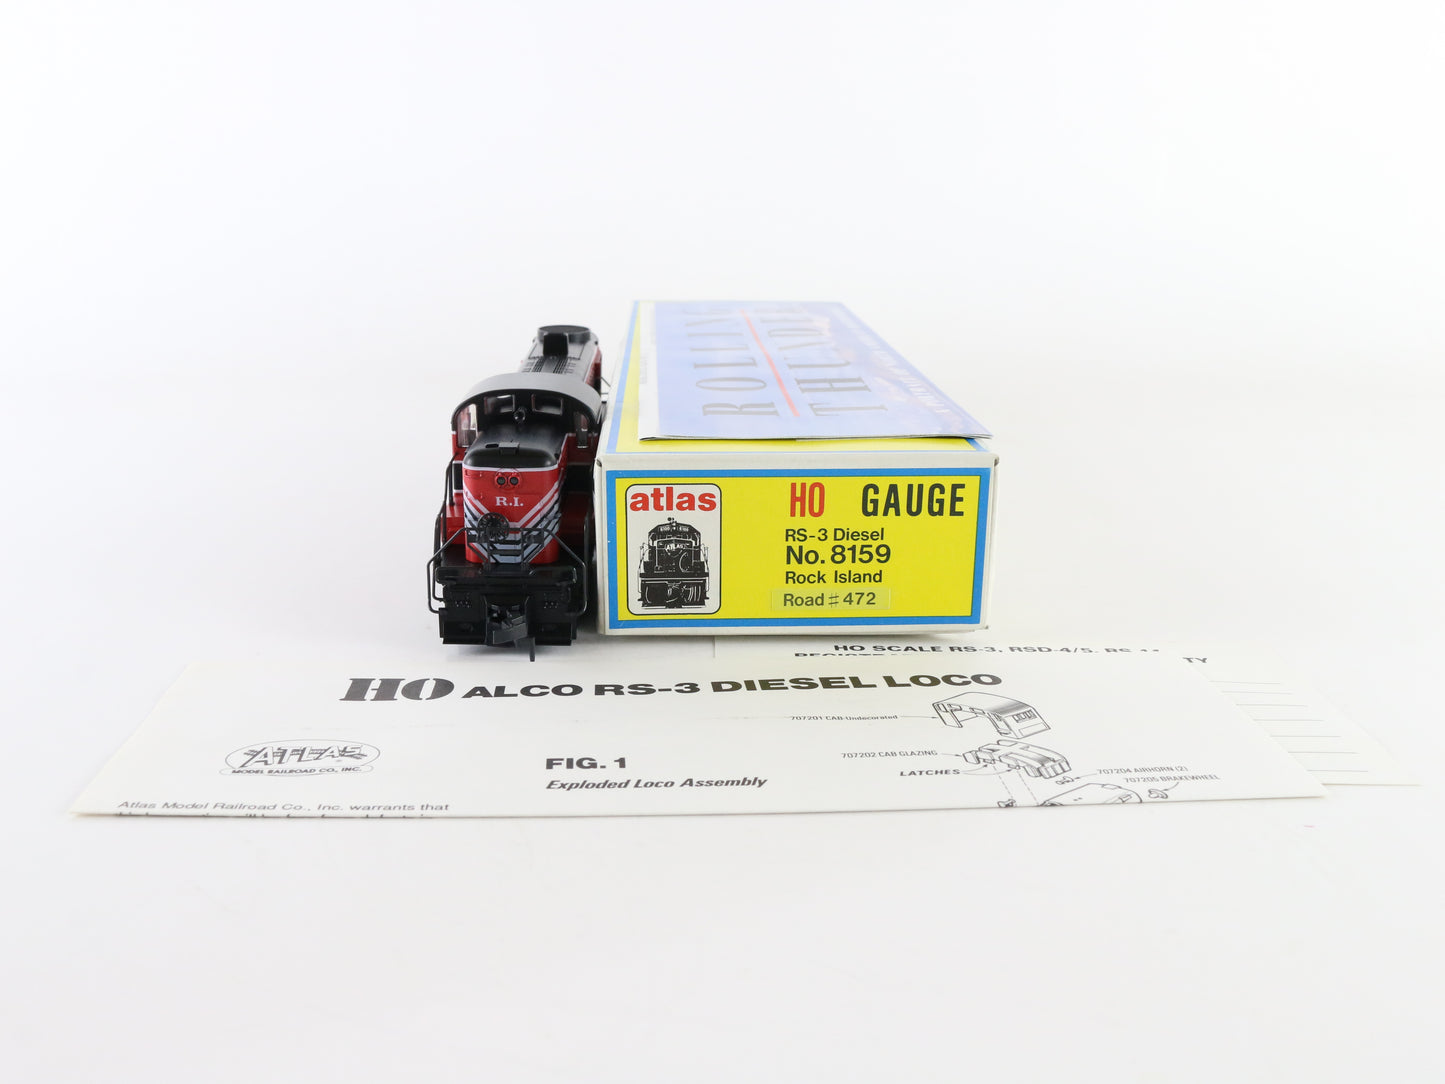 ROLLING
THUNDER
atlas
HO GAUGE
RS-3 Diesel
No. 8159
Rock Island
Road # 472
R.I.
HO SCALE RS-3, RSD-4/5,
TY
HO ALCO RS-3 DIESEL LOCO
707201 CAB-Undecorated
707202 CAB GLAZING
LATCHES
707204 AIRHORN (2)
707205 BRAKEWHEEL
ATLAS
MODEL RAILROAD CO., INC.
FIG. 1
Exploded Loco Assembly
Atlas Model Railroad Co., Inc. warrants that